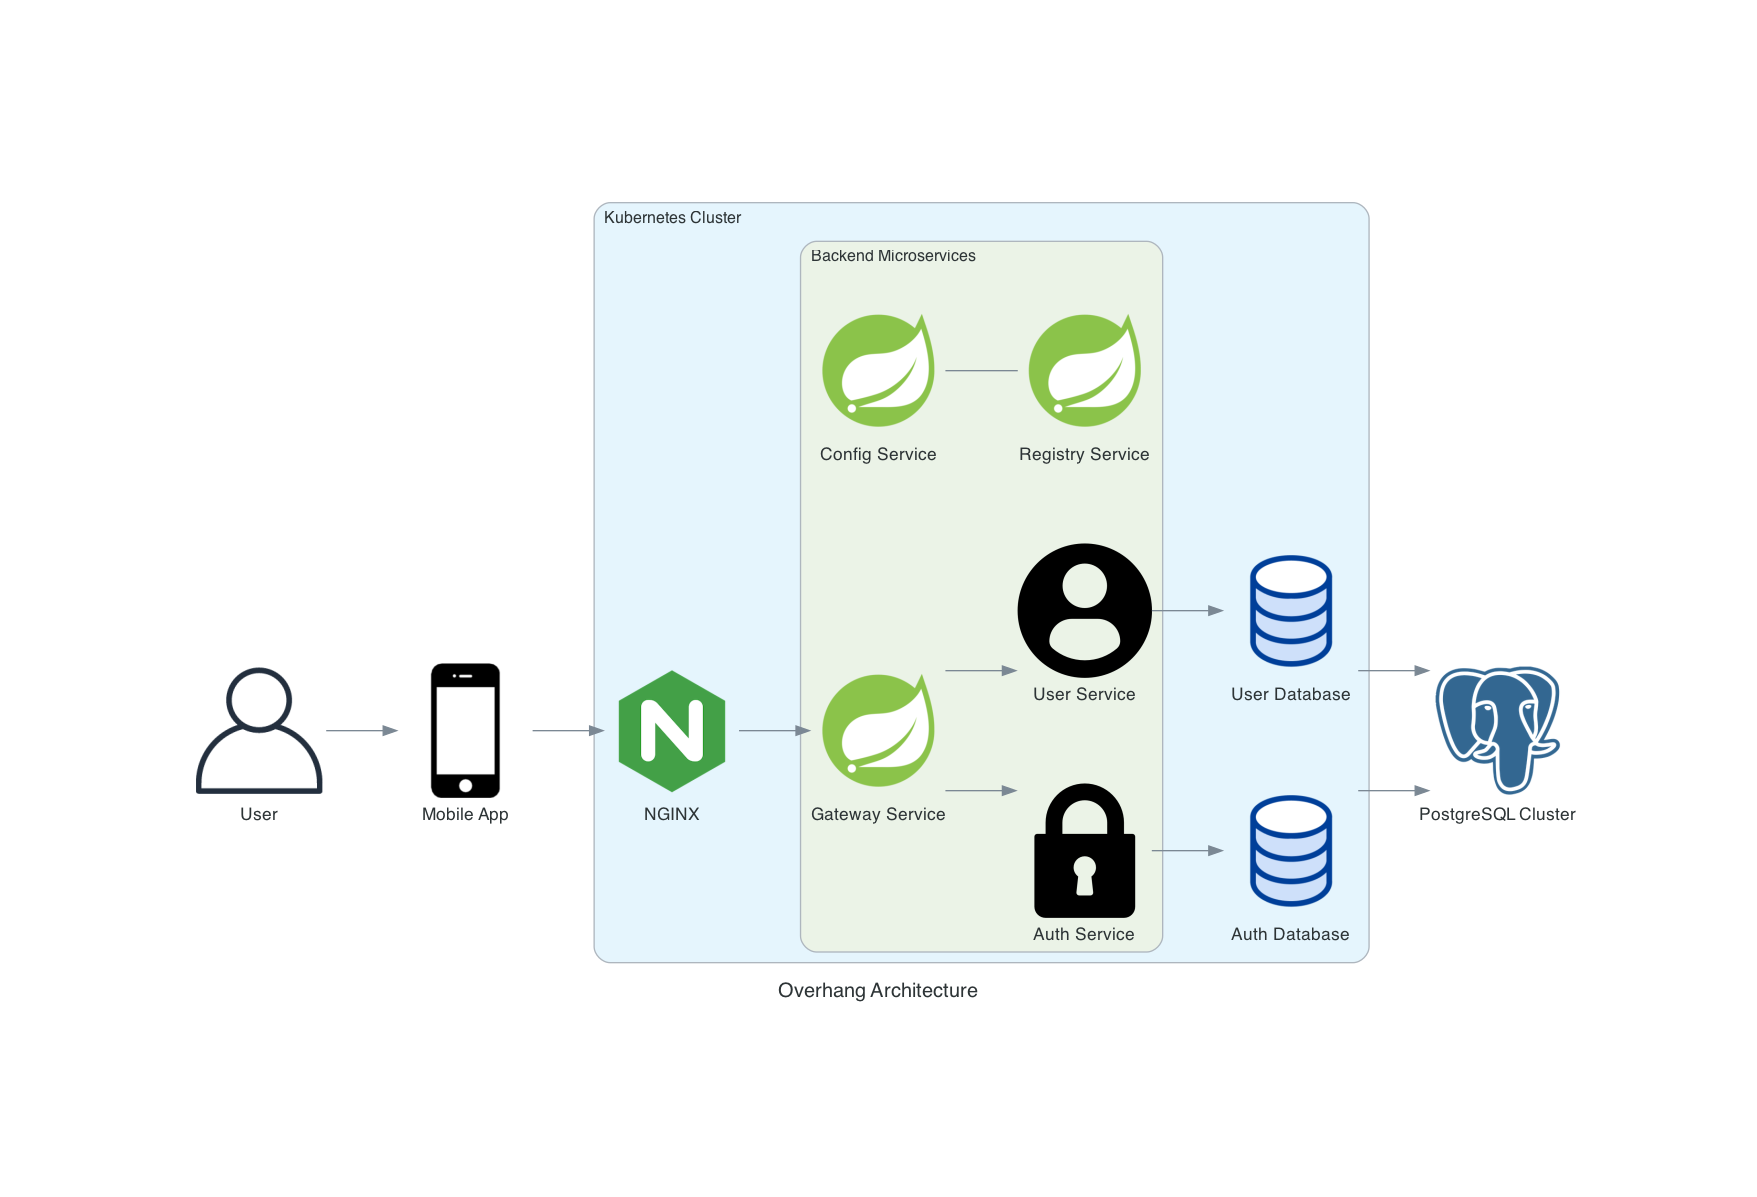 Kubernetes Cluster
Backend Microservices
Config Service
Registry Service
User Service
User Database
User
Mobile App
NGINX
Gateway Service
PostgreSQL Cluster
Auth Service
Auth Database
Overhang Architecture